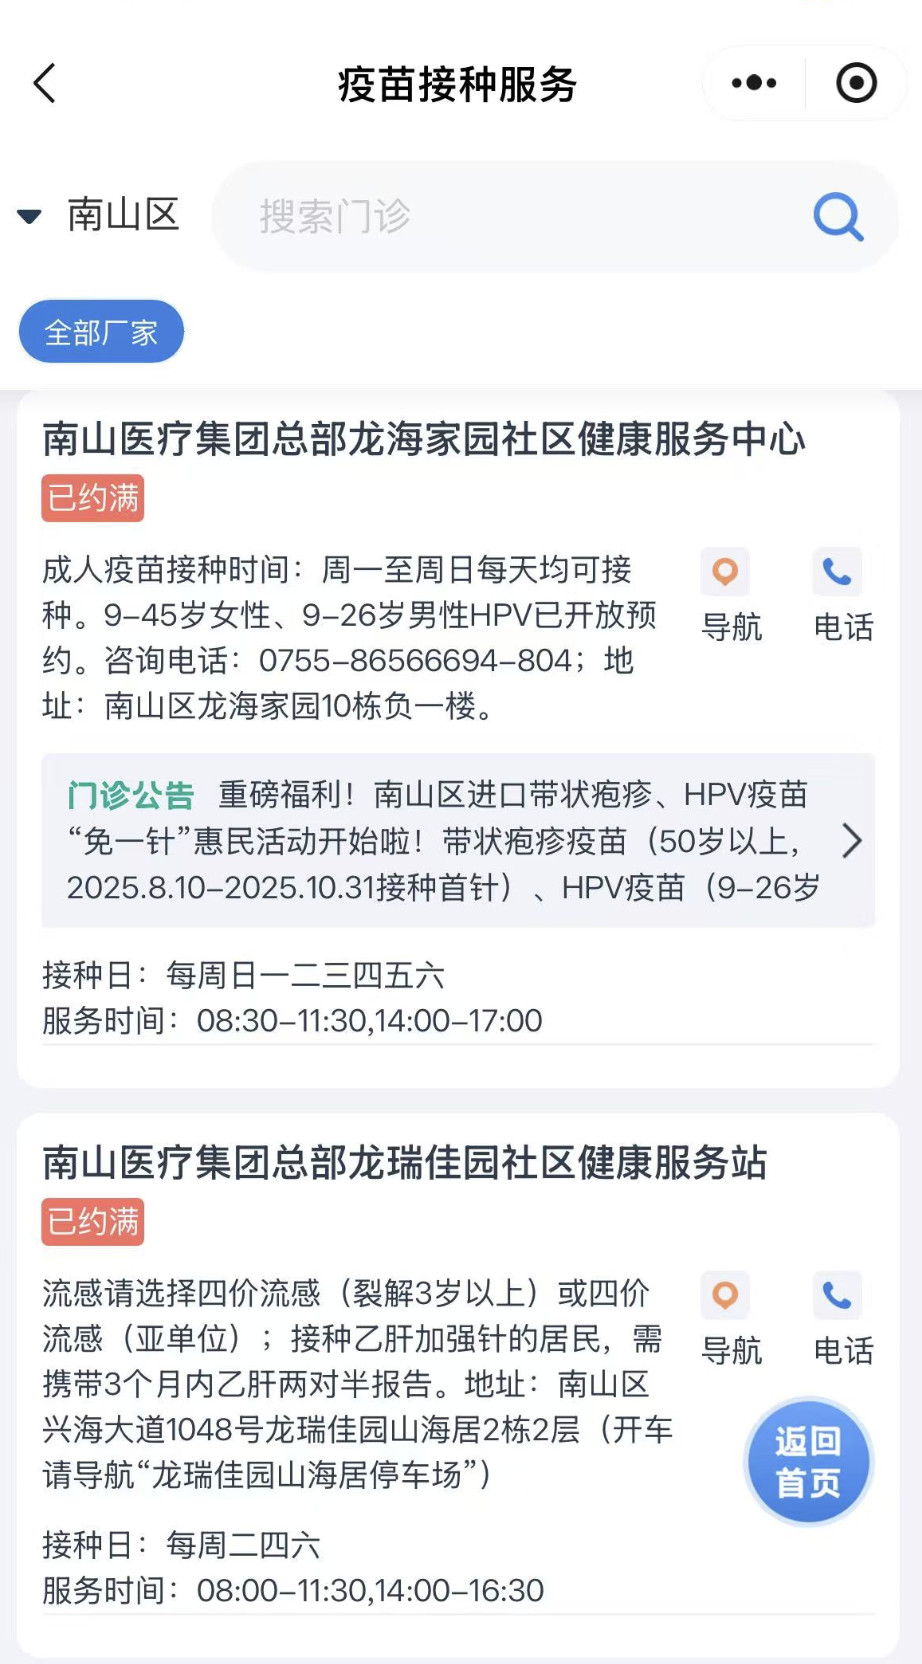 疫苗接种服务
南山区
搜索门诊
全部厂家
南山医疗集团总部龙海家园社区健康服务中心
已约满
成人疫苗接种时间：周一至周日每天均可接
种。9-45岁女性、9-26岁男性HPV已开放预
约。咨询电话：0755-86566694-804；地
址：南山区龙海家园10栋负一楼。
导航
电话
门诊公告 重磅福利！南山区进口带状疱疹、HPV疫苗
“免一针”惠民活动开始啦！带状疱疹疫苗（50岁以上，
2025.8.10-2025.10.31接种首针）、HPV疫苗（9-26岁
接种日：每周日一二三四五六
服务时间：08:30-11:30,14:00-17:00
南山医疗集团总部龙瑞佳园社区健康服务站
已约满
流感请选择四价流感（裂解3岁以上）或四价
流感（亚单位）；接种乙肝加强针的居民，需
携带3个月内乙肝两对半报告。地址：南山区
兴海大道1048号龙瑞佳园山海居2栋2层（开车
请导航“龙瑞佳园山海居停车场”）
导航
电话
返回
首页
接种日：每周二四六
服务时间：08:00-11:30,14:00-16:30